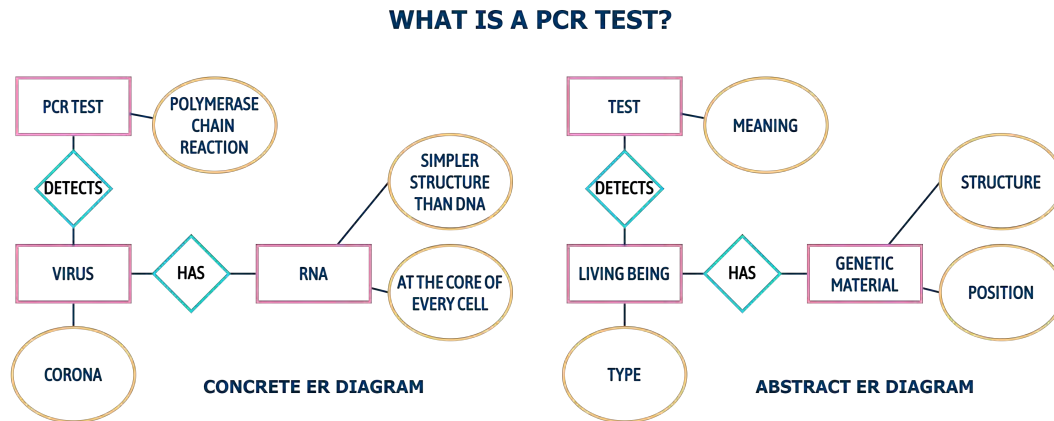 WHAT IS A PCR TEST?
PCR TEST
POLYMERASE
CHAIN
REACTION
DETECTS
SIMPLER
STRUCTURE
THAN DNA
VIRUS
HAS
RNA
AT THE CORE OF
EVERY CELL
CORONA
CONCRETE ER DIAGRAM
TEST
MEANING
DETECTS
STRUCTURE
LIVING BEING
HAS
GENETIC
MATERIAL
POSITION
TYPE
ABSTRACT ER DIAGRAM